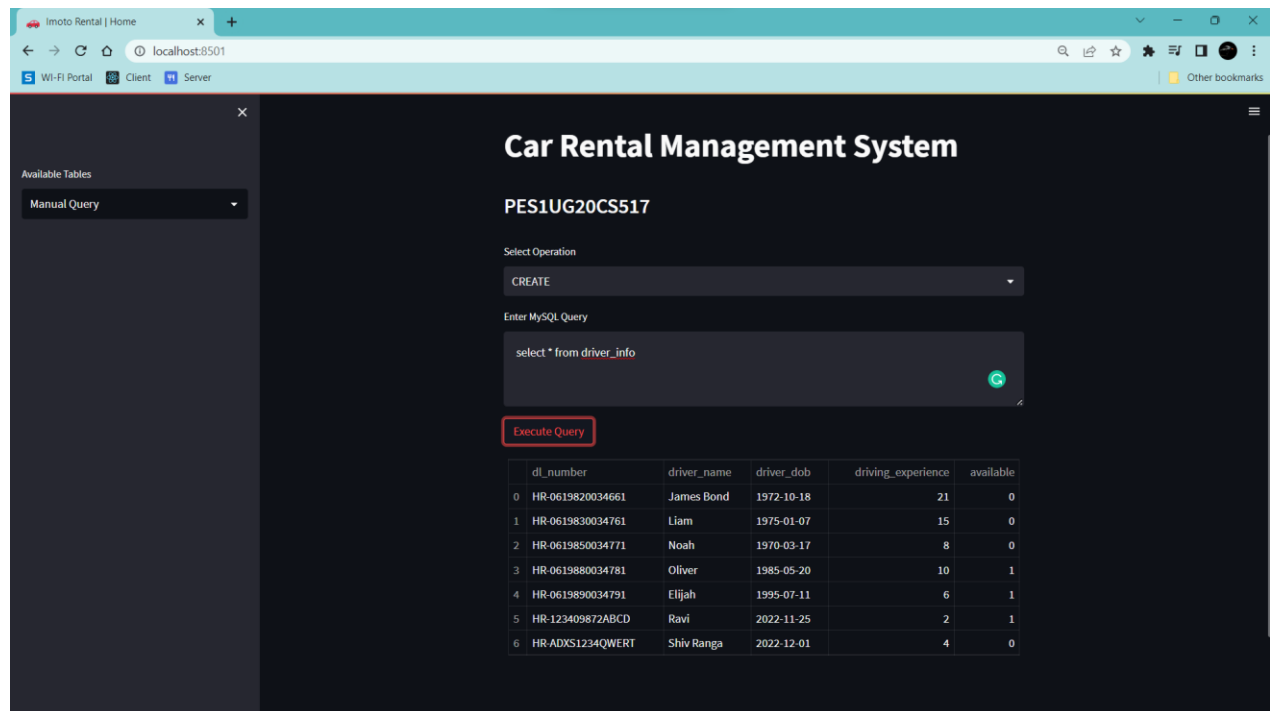 Imoto Rental | Home
localhost:8501
WI-FI Portal Client Server Other bookmarks
Available Tables
Manual Query
Car Rental Management System
PES1UG20CS517
Select Operation
CREATE
Enter MySQL Query
select * from driver_info
Execute Query
dl_number driver_name driver_dob driving_experience available
0 HR-0619820034661 James Bond 1972-10-18 21 0
1 HR-0619830034761 Liam 1975-01-07 15 0
2 HR-0619850034771 Noah 1970-03-17 8 0
3 HR-0619880034781 Oliver 1985-05-20 10 1
4 HR-0619890034791 Elijah 1995-07-11 6 1
5 HR-123409872ABCD Ravi 2022-11-25 2 1
6 HR-ADXS1234QWERT Shiv Ranga 2022-12-01 4 0